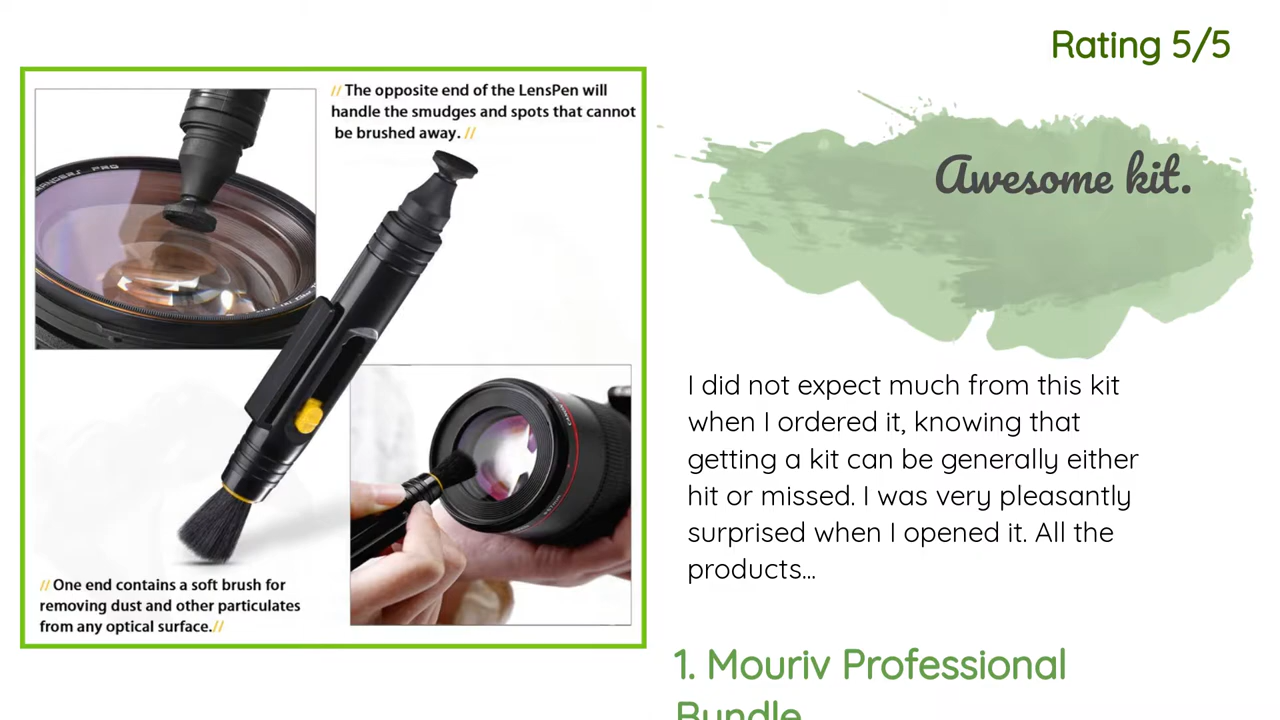 Rating 5/5
// The opposite end of the LensPen will
handle the smudges and spots that cannot
be brushed away. //
PRO
Awesome kit.
I did not expect much from this kit
when I ordered it, knowing that
getting a kit can be generally either
hit or missed. I was very pleasantly
surprised when I opened it. All the
products...
// One end contains a soft brush for
removing dust and other particulates
from any optical surface.//
1. Mouriv Professional
Bundle